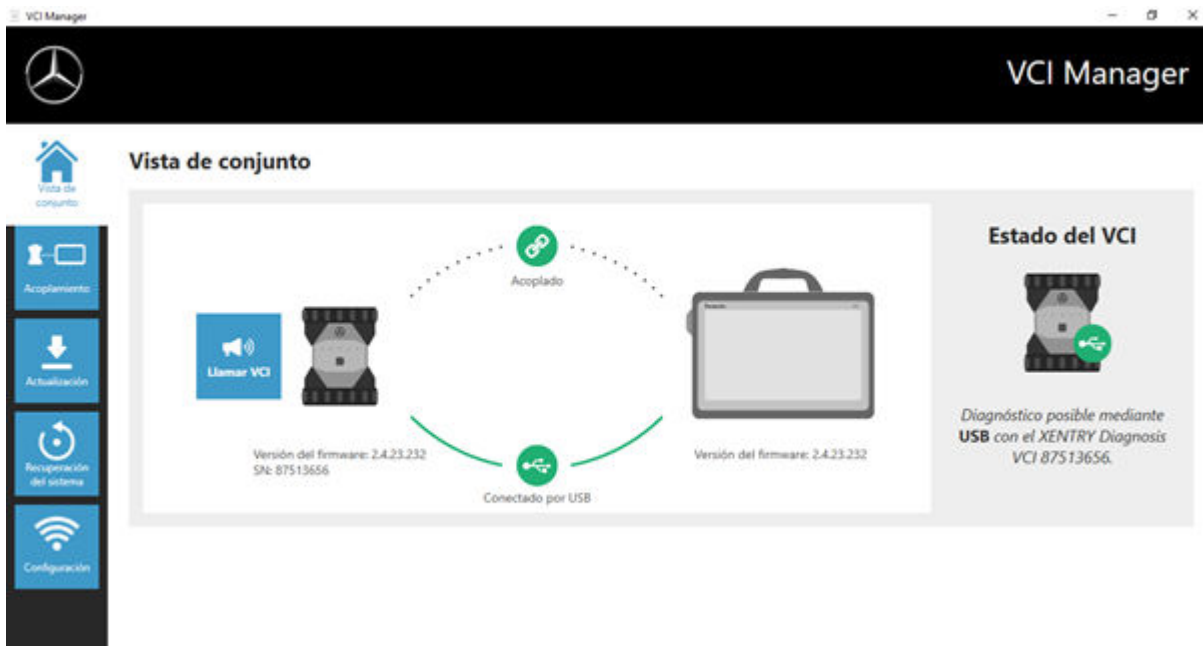 VCI Manager
VCI Manager
Vista de
conjunto
Acoplamiento
Actualización
Recuperación
del sistema
Configuración
Vista de conjunto
Acoplado
Llamar VCI
Versión del firmware: 2.4.23.232
SN: 87513656
Conectado por USB
Versión del firmware: 2.4.23.232
Estado del VCI
Diagnóstico posible mediante
USB con el XENTRY Diagnosis
VCI 87513656.